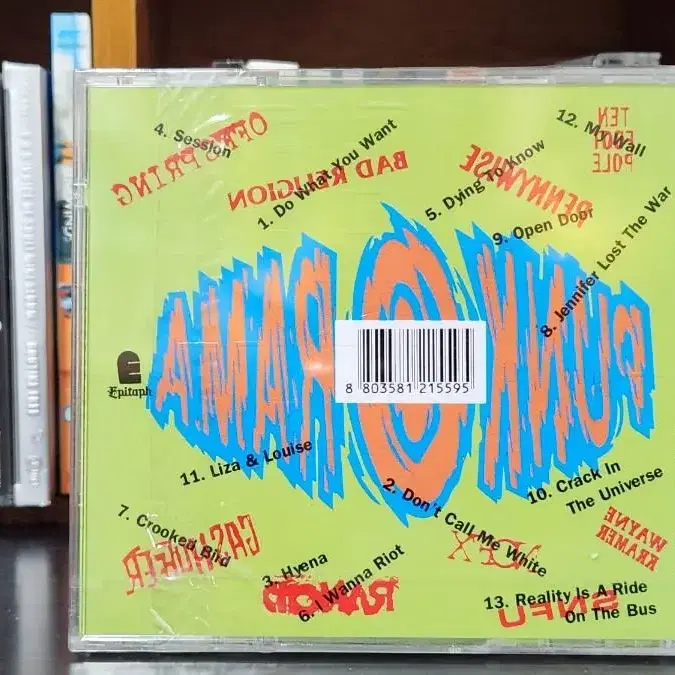 4. Session
OFFSPRING
1. Do What You Want
BAD RELIGION
5. Dying To Know
PENNYWISE
12. My Wall
TEN
FOOT
POLE
9. Open Door
8. Jennifer Lost The War
PUNK O RAMA
8 803581 215595
E
Epitaph
11. Liza & Louise
2. Don't Call Me White
NOFX
10. Crack In
The Universe
WAYNE
KRAMER
7. Crooked Bird
GAS HUFFER
3. Hyena
6. I Wanna Riot
RANCID
13. Reality Is A Ride
On The Bus
SNFU